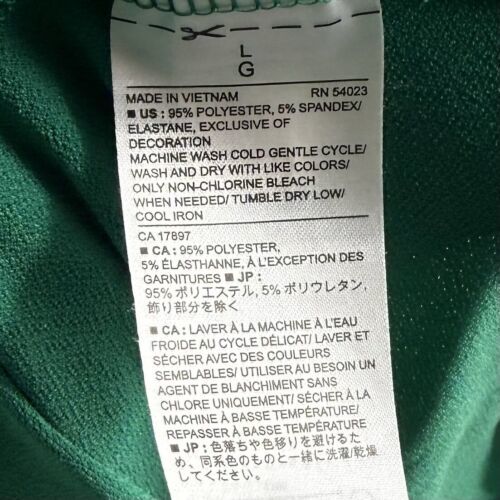 L
G
MADE IN VIETNAM RN 54023
■ US : 95% POLYESTER, 5% SPANDEX/
ELASTANE, EXCLUSIVE OF
DECORATION
MACHINE WASH COLD GENTLE CYCLE/
WASH AND DRY WITH LIKE COLORS/
ONLY NON-CHLORINE BLEACH
WHEN NEEDED/ TUMBLE DRY LOW/
COOL IRON
CA 17897
■ CA : 95% POLYESTER,
5% ÉLASTHANNE, À L'EXCEPTION DES
GARNITURES ■ JP :
95% ポリエステル, 5% ポリウレタン,
飾り部分を除く
■ CA : LAVER À LA MACHINE À L'EAU
FROIDE AU CYCLE DÉLICAT/ LAVER ET
SÉCHER AVEC DES COULEURS
SEMBLABLES/ UTILISER AU BESOIN UN
AGENT DE BLANCHIMENT SANS
CHLORE UNIQUEMENT/ SÉCHER À LA
MACHINE À BASSE TEMPÉRATURE/
REPASSER À BASSE TEMPÉRATURE
■ JP : 色落ちや色移りを避けるた
め、同系色のものと一緒に洗濯/乾燥
してください。